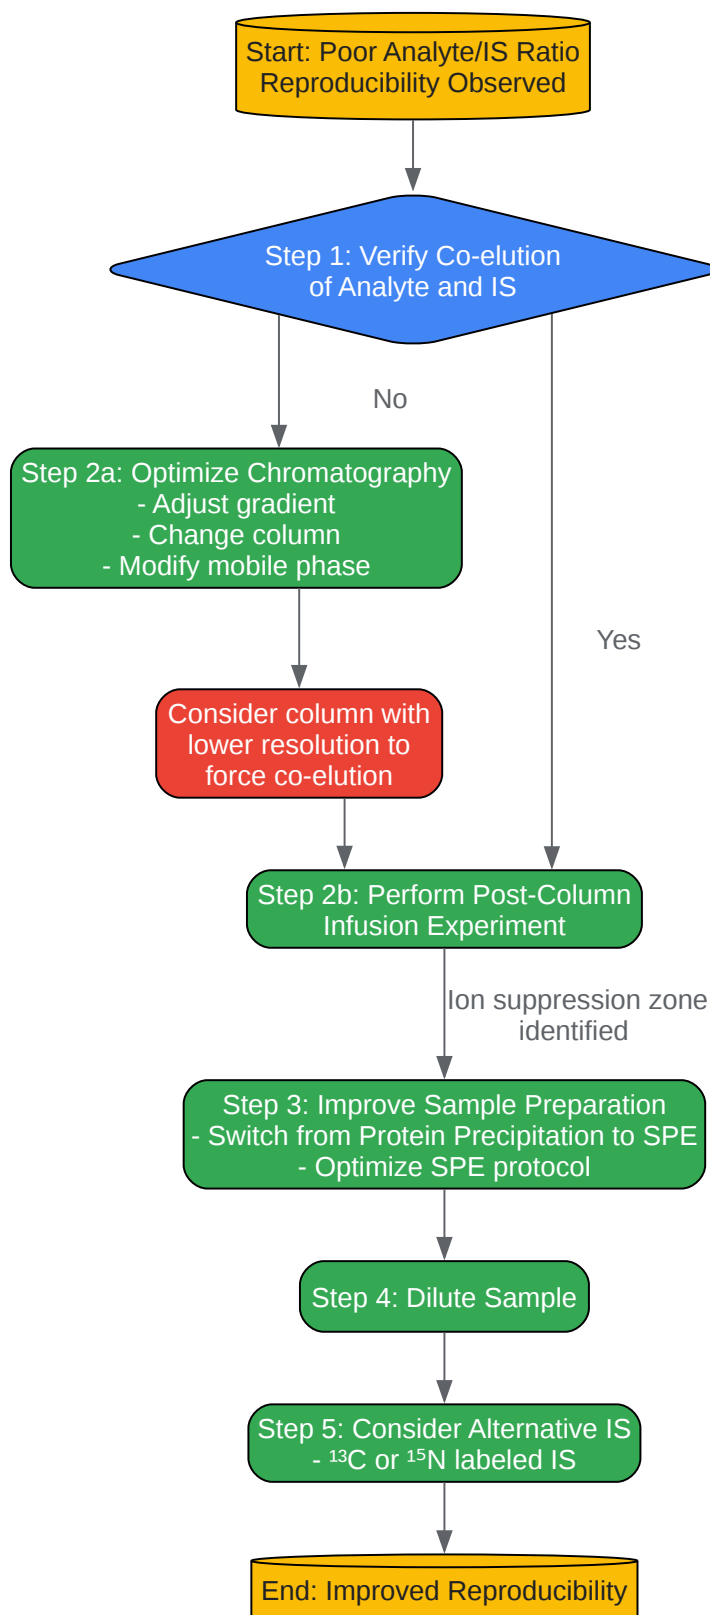 Start: Poor Analyte/IS Ratio
Reproducibility Observed
Step 1: Verify Co-elution
of Analyte and IS
No
Step 2a: Optimize Chromatography
- Adjust gradient
- Change column
- Modify mobile phase
Yes
Consider column with
lower resolution to
force co-elution
Step 2b: Perform Post-Column
Infusion Experiment
Ion suppression zone
identified
Step 3: Improve Sample Preparation
- Switch from Protein Precipitation to SPE
- Optimize SPE protocol
Step 4: Dilute Sample
Step 5: Consider Alternative IS
- ¹³C or ¹⁵N labeled IS
End: Improved Reproducibility